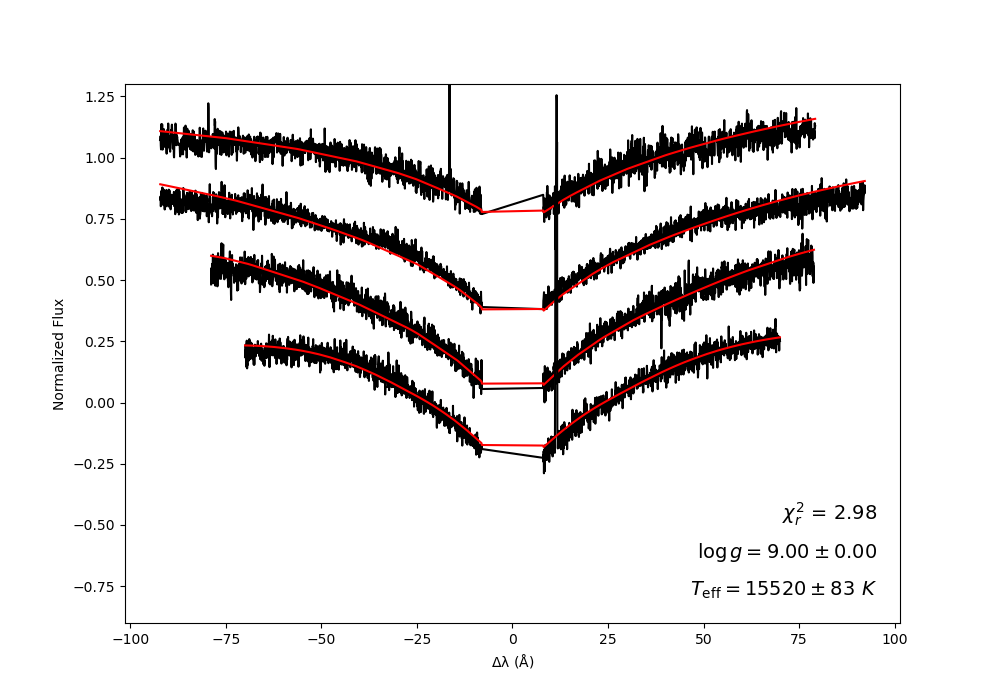 1.25
1.00
0.75
0.50
0.25
0.00
−0.25
−0.50
−0.75
Normalized Flux
χ²ᵣ = 2.98
log g = 9.00 ± 0.00
T_eff = 15520 ± 83 K
−100 −75 −50 −25 0 25 50 75 100
Δλ (Å)